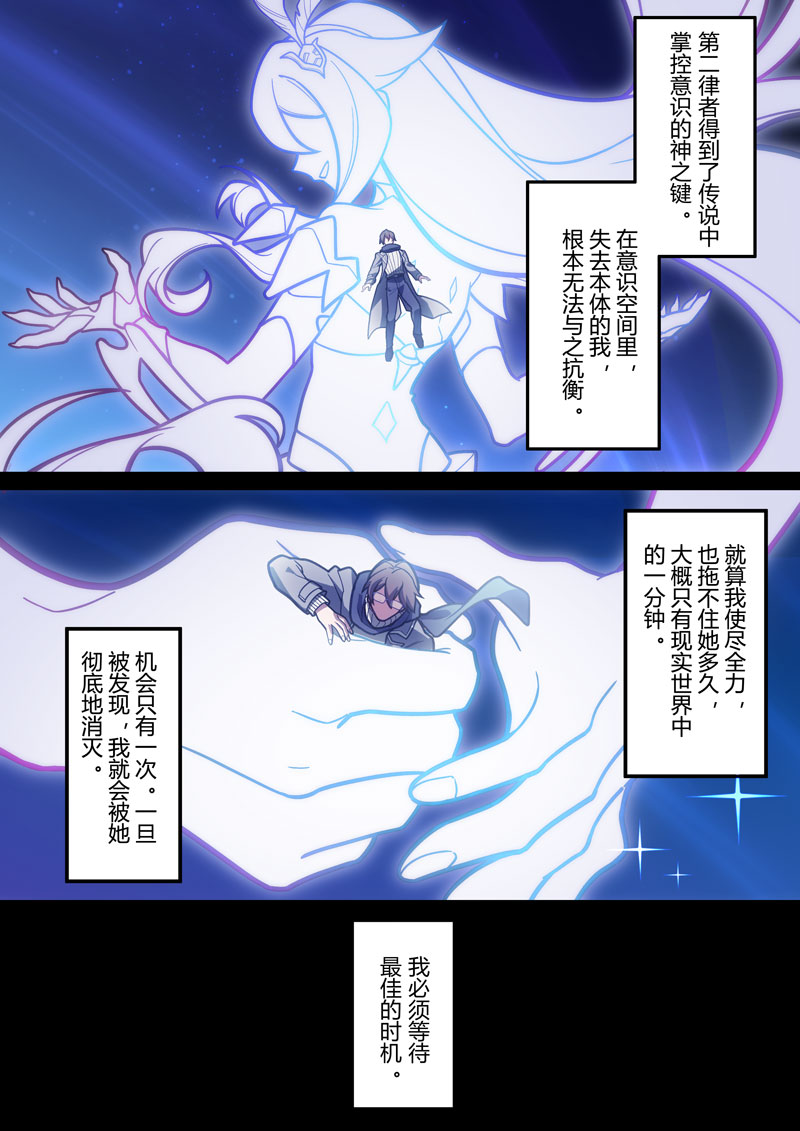 第二律者得到了传说中
掌控意识的神之键。
在意识空间里，
失去本体的我，
根本无法与之抗衡。
就算我使尽全力，
也拖不住她多久，
大概只有现实世界中
的一分钟。
机会只有一次。一旦
被发现，我就会被她
彻底地消灭。
我必须等待
最佳的时机。